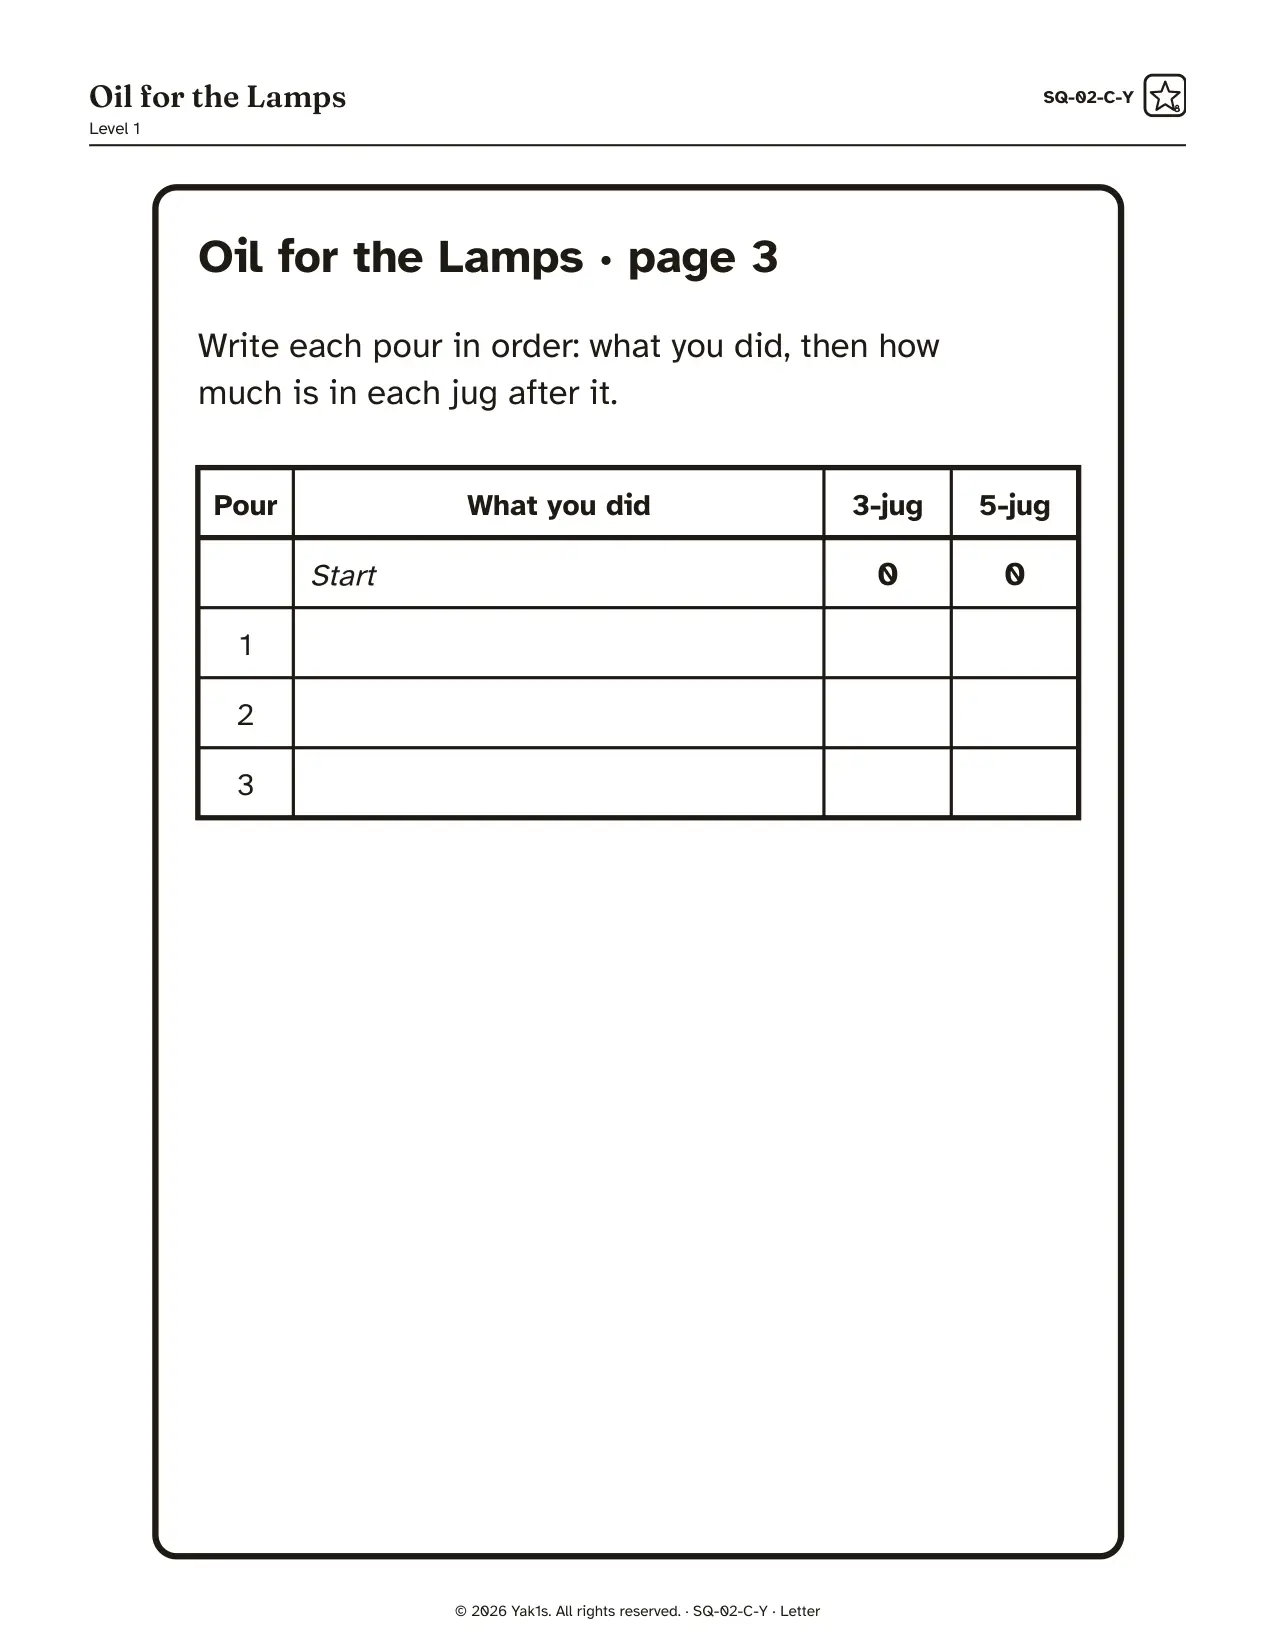 Oil for the Lamps
Level 1
SQ-02-C-Y
Oil for the Lamps · page 3
Write each pour in order: what you did, then how
much is in each jug after it.
Pour What you did 3-jug 5-jug
Start 0 0
1
2
3
© 2026 Yak1s. All rights reserved. · SQ-02-C-Y · Letter